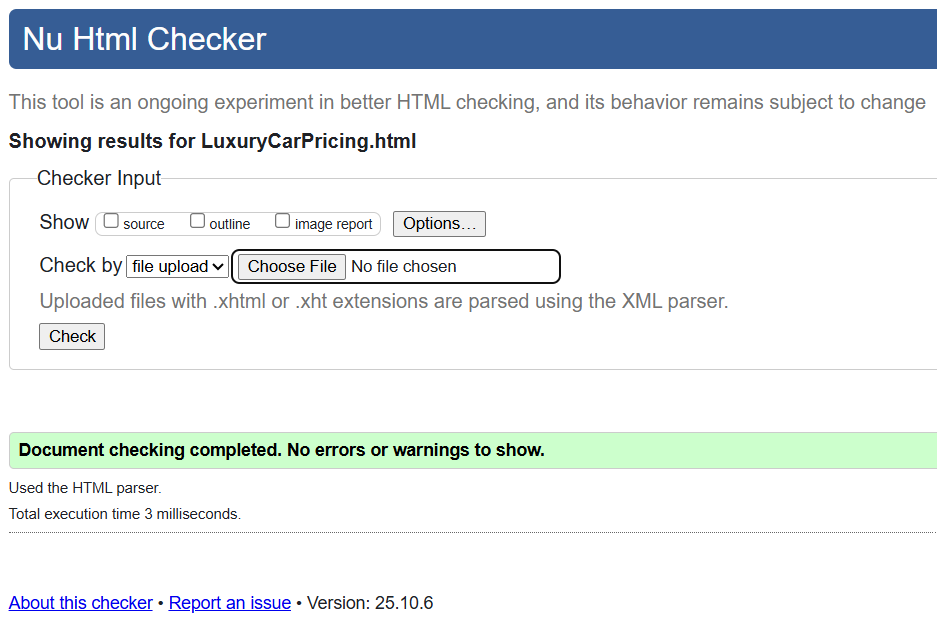 Nu Html Checker
This tool is an ongoing experiment in better HTML checking, and its behavior remains subject to change
Showing results for LuxuryCarPricing.html
Checker Input
Show source outline image report Options…
Check by file upload Choose File No file chosen
Uploaded files with .xhtml or .xht extensions are parsed using the XML parser.
Check
Document checking completed. No errors or warnings to show.
Used the HTML parser.
Total execution time 3 milliseconds.
About this checker • Report an issue • Version: 25.10.6